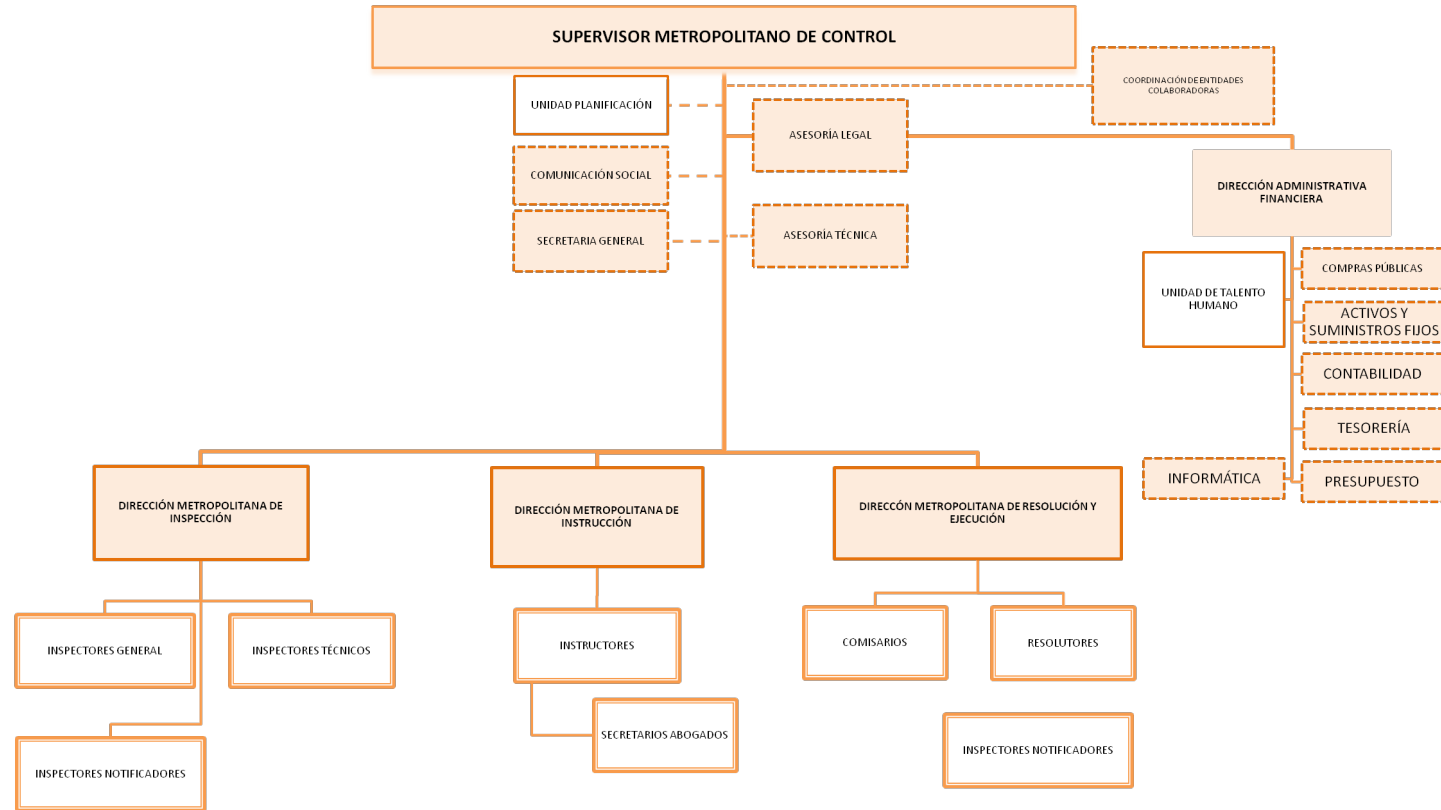 SUPERVISOR METROPOLITANO DE CONTROL
COORDINACIÓN DE ENTIDADES
COLABORADORAS
UNIDAD PLANIFICACIÓN
ASESORÍA LEGAL
COMUNICACIÓN SOCIAL
DIRECCIÓN ADMINISTRATIVA
FINANCIERA
SECRETARIA GENERAL
ASESORÍA TÉCNICA
COMPRAS PÚBLICAS
UNIDAD DE TALENTO
HUMANO
ACTIVOS Y
SUMINISTROS FIJOS
CONTABILIDAD
TESORERÍA
INFORMÁTICA
PRESUPUESTO
DIRECCIÓN METROPOLITANA DE
INSPECCIÓN
DIRECCIÓN METROPOLITANA DE
INSTRUCCIÓN
DIRECCÓN METROPOLITANA DE RESOLUCIÓN Y
EJECUCIÓN
INSPECTORES GENERAL
INSPECTORES TÉCNICOS
INSTRUCTORES
COMISARIOS
RESOLUTORES
SECRETARIOS ABOGADOS
INSPECTORES NOTIFICADORES
INSPECTORES NOTIFICADORES